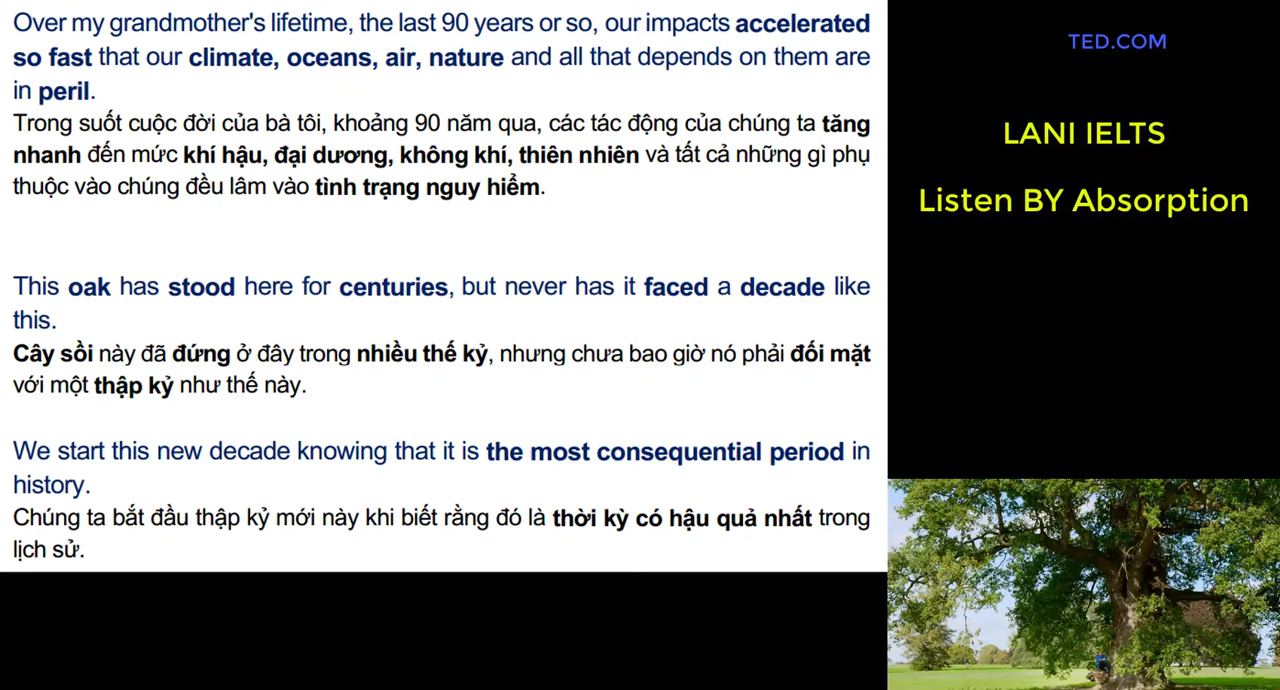 Over my grandmother's lifetime, the last 90 years or so, our impacts accelerated
so fast that our climate, oceans, air, nature and all that depends on them are
in peril.
Trong suốt cuộc đời của bà tôi, khoảng 90 năm qua, các tác động của chúng ta tăng
nhanh đến mức khí hậu, đại dương, không khí, thiên nhiên và tất cả những gì phụ
thuộc vào chúng đều lâm vào tình trạng nguy hiểm.
This oak has stood here for centuries, but never has it faced a decade like
this.
Cây sồi này đã đứng ở đây trong nhiều thế kỷ, nhưng chưa bao giờ nó phải đối mặt
với một thập kỷ như thế này.
We start this new decade knowing that it is the most consequential period in
history.
Chúng ta bắt đầu thập kỷ mới này khi biết rằng đó là thời kỳ có hậu quả nhất trong
lịch sử.
TED.COM
LANI IELTS
Listen BY Absorption